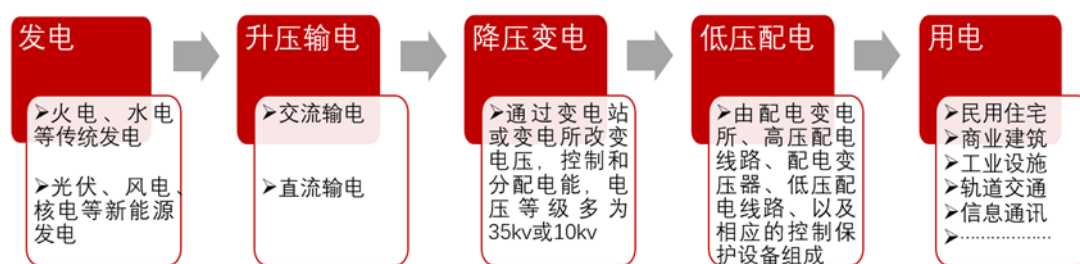 发电
➢火电、水电
等传统发电
➢光伏、风电、
核电等新能源
发电
升压输电
➢交流输电
➢直流输电
降压变电
➢通过变电站
或变电所改变
电压，控制和
分配电能，电
压等级多为
35kv或10kv
低压配电
➢由配电变电
所、高压配电
线路、配电变
压器、低压配
电线路、以及
相应的控制保
护设备组成
用电
➢民用住宅
➢商业建筑
➢工业设施
➢轨道交通
➢信息通讯
➢………………